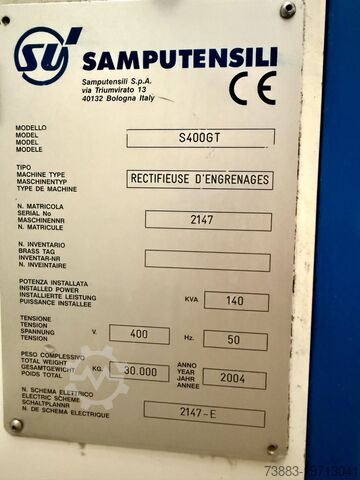 SU SAMPUTENSILI
Samputensili S.p.A.
via Triumvirato 13
40132 Bologna Italy
CE
MODELLO
MODEL
MODEL
MODELE
S400GT
TIPO
MACHINE TYPE
MASCHINENTYP
TYPE DE MACHINE
RECTIFIEUSE D'ENGRENAGES
N. MATRICOLA
SERIAL No
MASCHINENNR
N. MATRICULE
2147
N. INVENTARIO
BRASS TAG
INVENTAR-NR
N. INVEINTAIRE
POTENZA INSTALLATA
INSTALLED POWER
INSTALLIERTE LEISTUNG
PUISSANCE INSTALLEE
KVA 140
TENSIONE
TENSION
SPANNUNG
TENSION
V. 400 Hz. 50
PESO COMPLESSIVO
TOTAL WEIGHT
GESAMTGEWICHT
POIDS TOTAL
KG. 30.000
ANNO
YEAR
JAHR
ANNEE
2004
N. SCHEMA ELETTRICO
ELECTRIC SCHEME
SCHALTPLANNR
N. DE SCHEMA ELECTRIQUE
2147-E